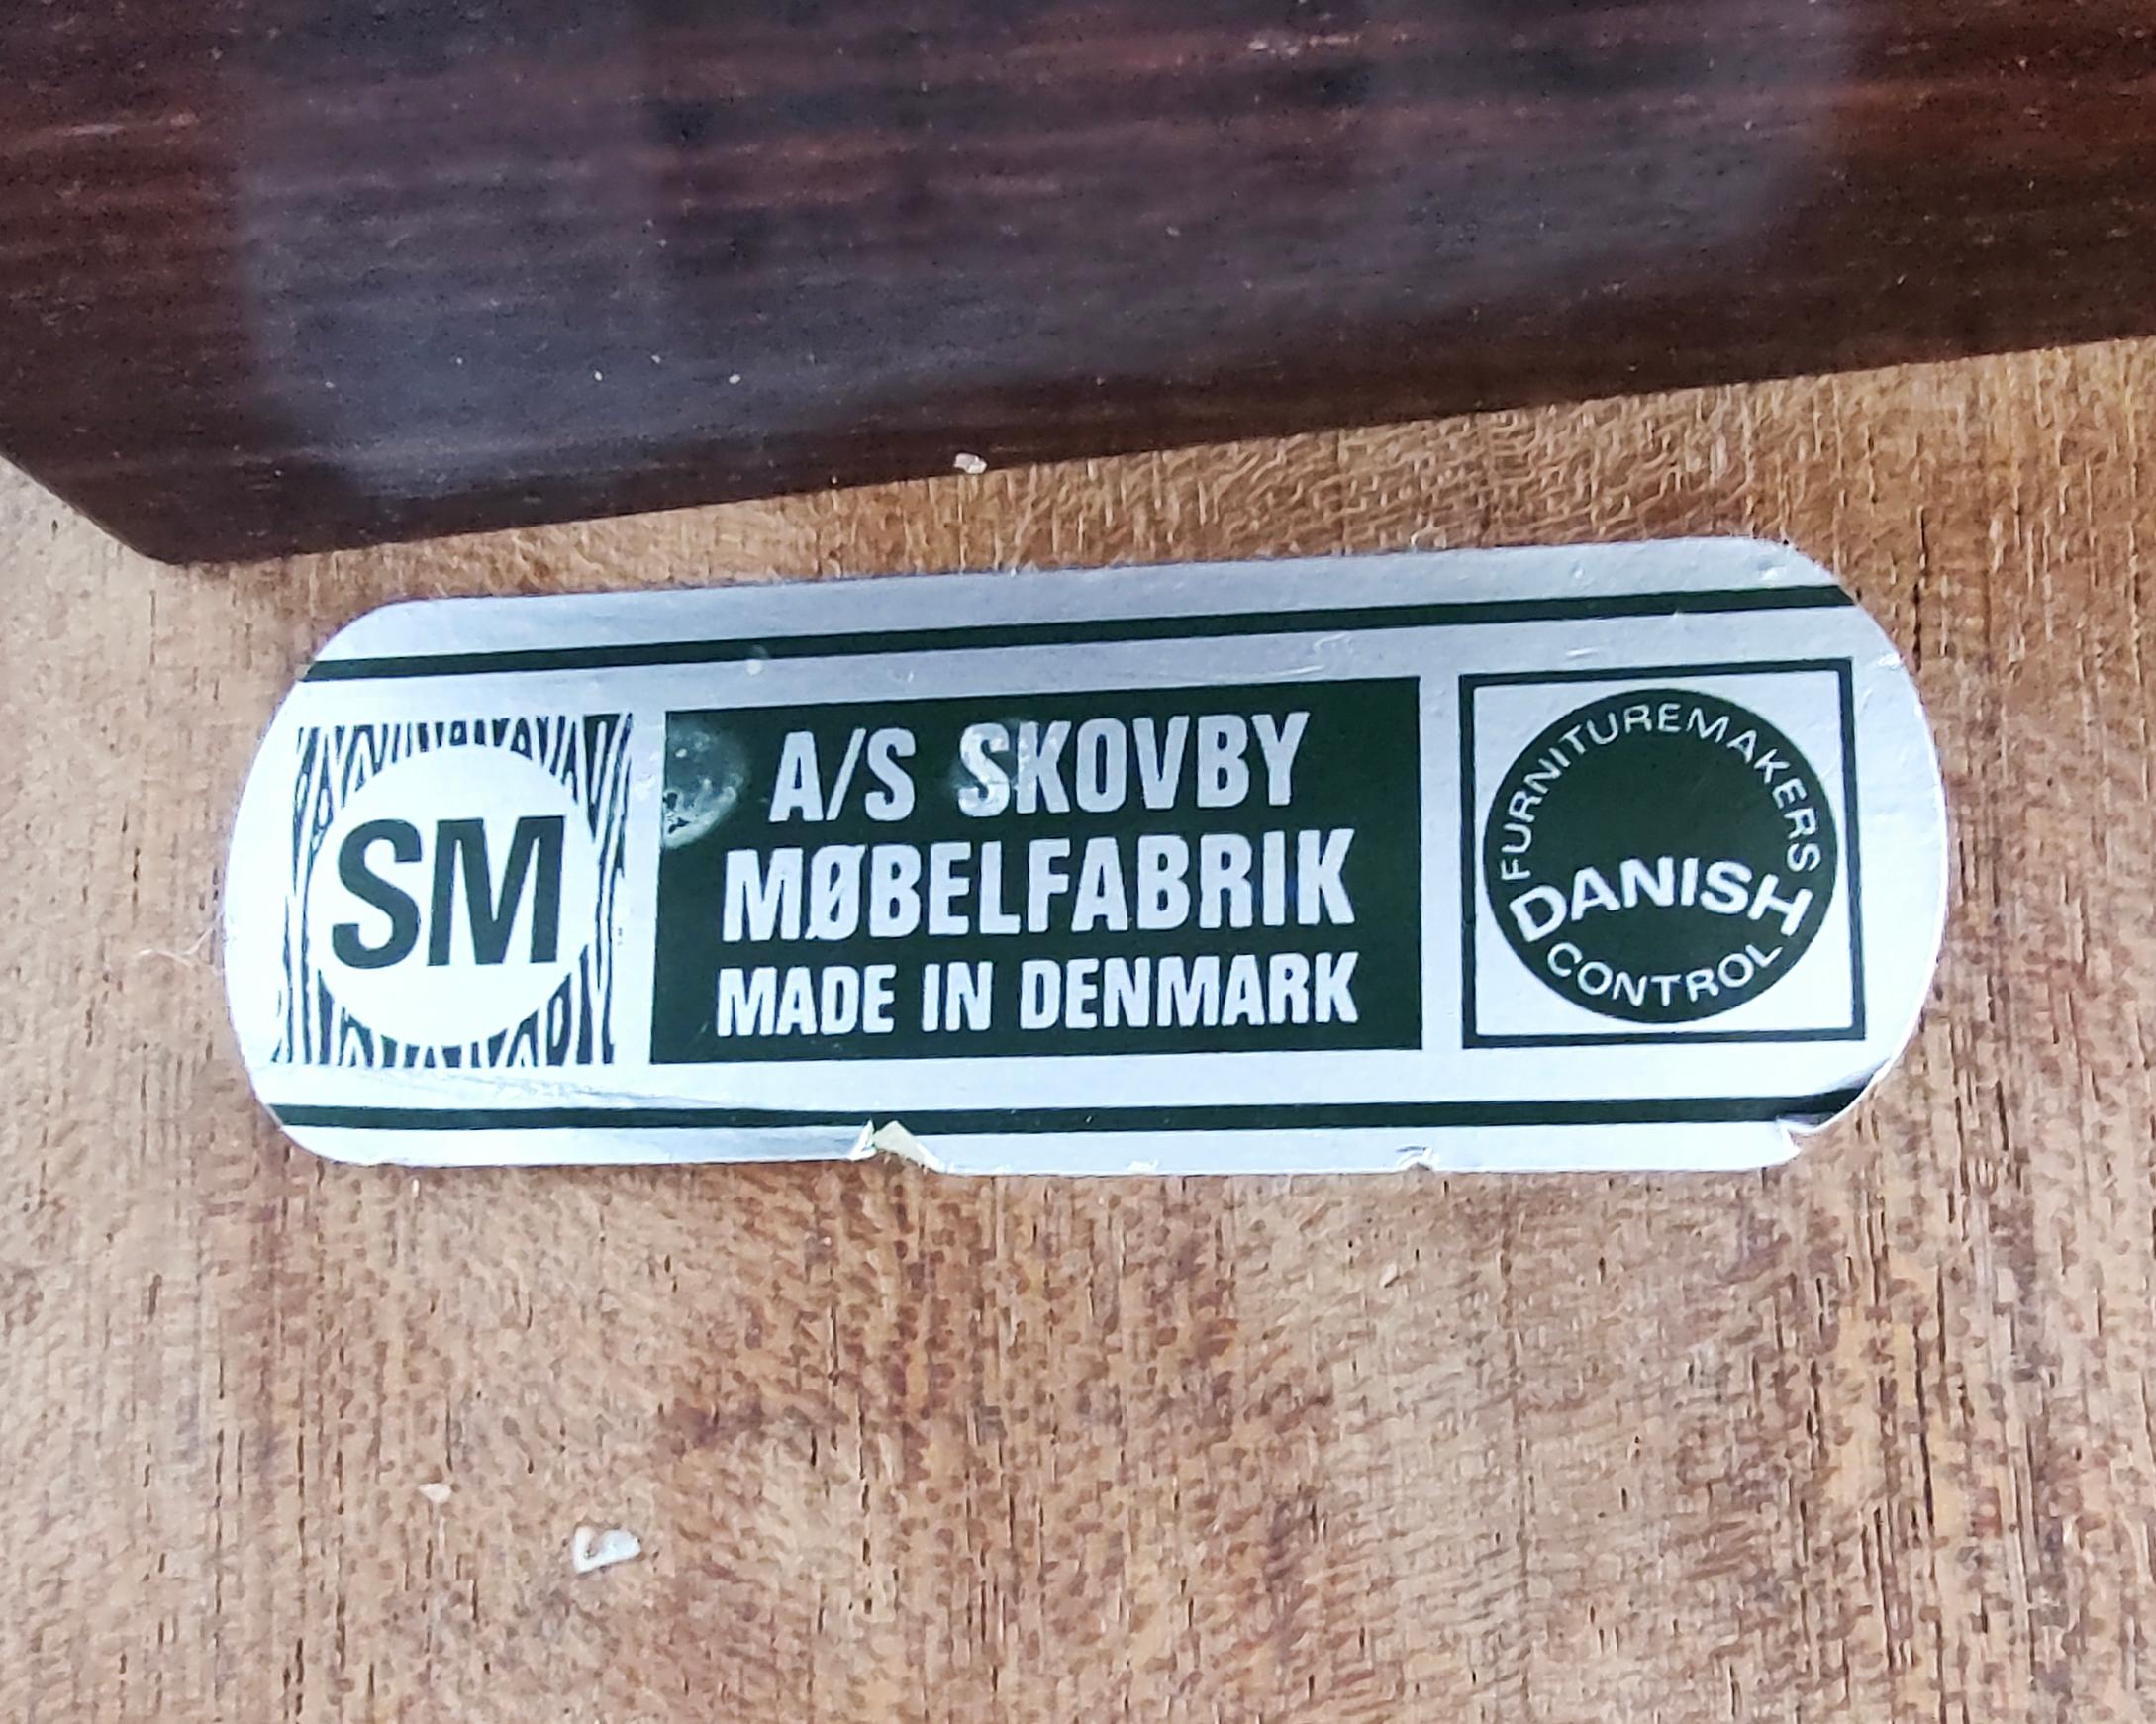 SM
A/S SKOVBY
MØBELFABRIK
MADE IN DENMARK
FURNITUREMAKERS
DANISH
CONTROL